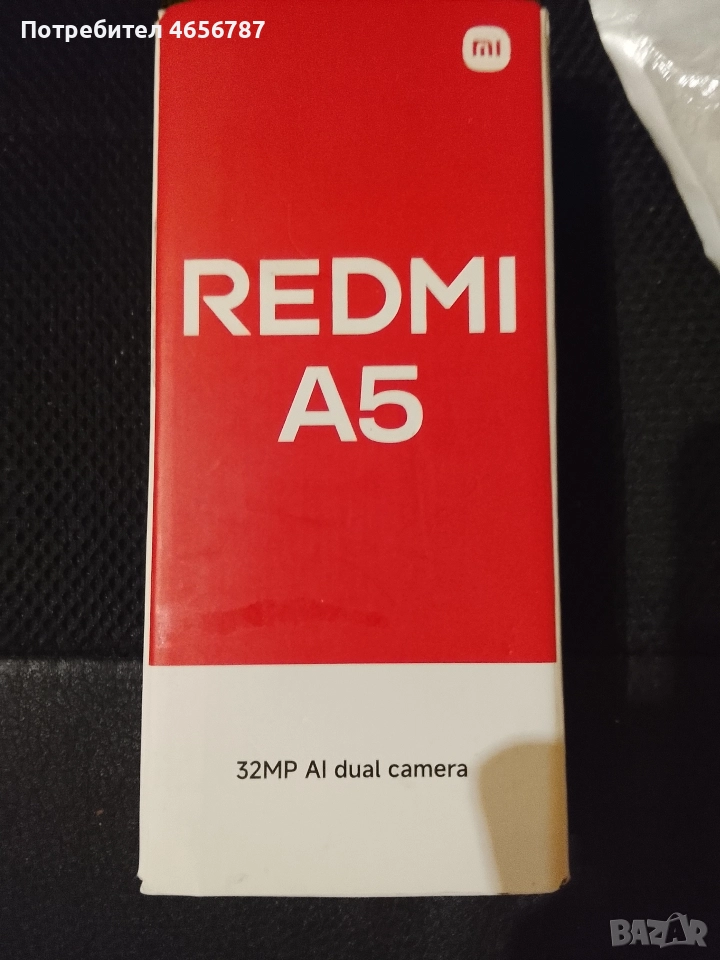 Потребител 4656787
mi
REDMI
A5
32MP AI dual camera
BAZAR